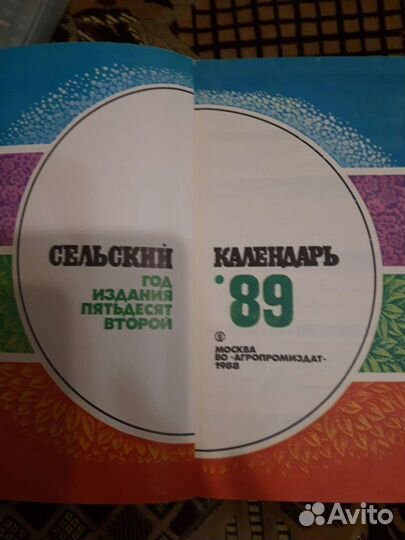 СЕЛЬСКИЙ
ГОД
ИЗДАНИЯ
ПЯТЬДЕСЯТ
ВТОРОЙ
КАЛЕНДАРЬ
'89
МОСКВА
ВО «АГРОПРОМИЗДАТ»
1988
Avito